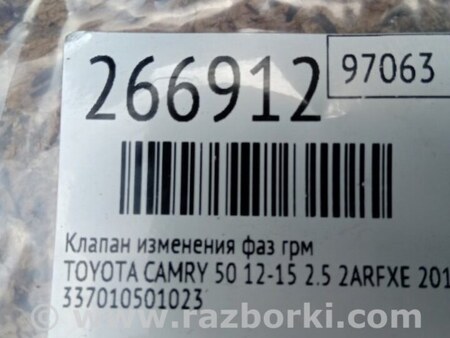 266912
97063
Клапан изменения фаз грм
TOYOTA CAMRY 50 12-15 2.5 2ARFXE 201
337010501023
www.razborki.com